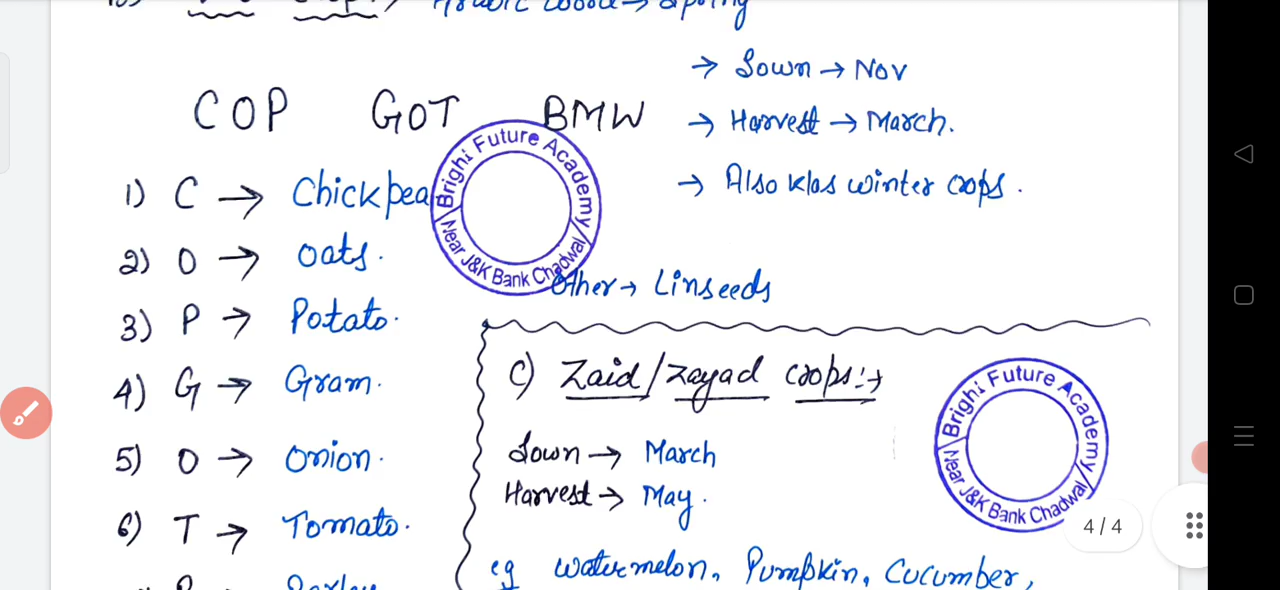 → Sown → Nov
COP GOT BMW
→ Harvest → March.
→ Also k/as winter crops.
1) C → Chickpea
2) O → oats.
3) P → Potato.
4) G → Gram.
5) O → Onion.
6) T → Tomato.
Other → Linseeds
C) Zaid/Zayad crops:→
Sown → March
Harvest → May.
eg watermelon, Pumpkin, Cucumber,
Bright Future Academy
Near J&K Bank Chadwal
Bright Future Academy
Near J&K Bank Chadwal
4 / 4